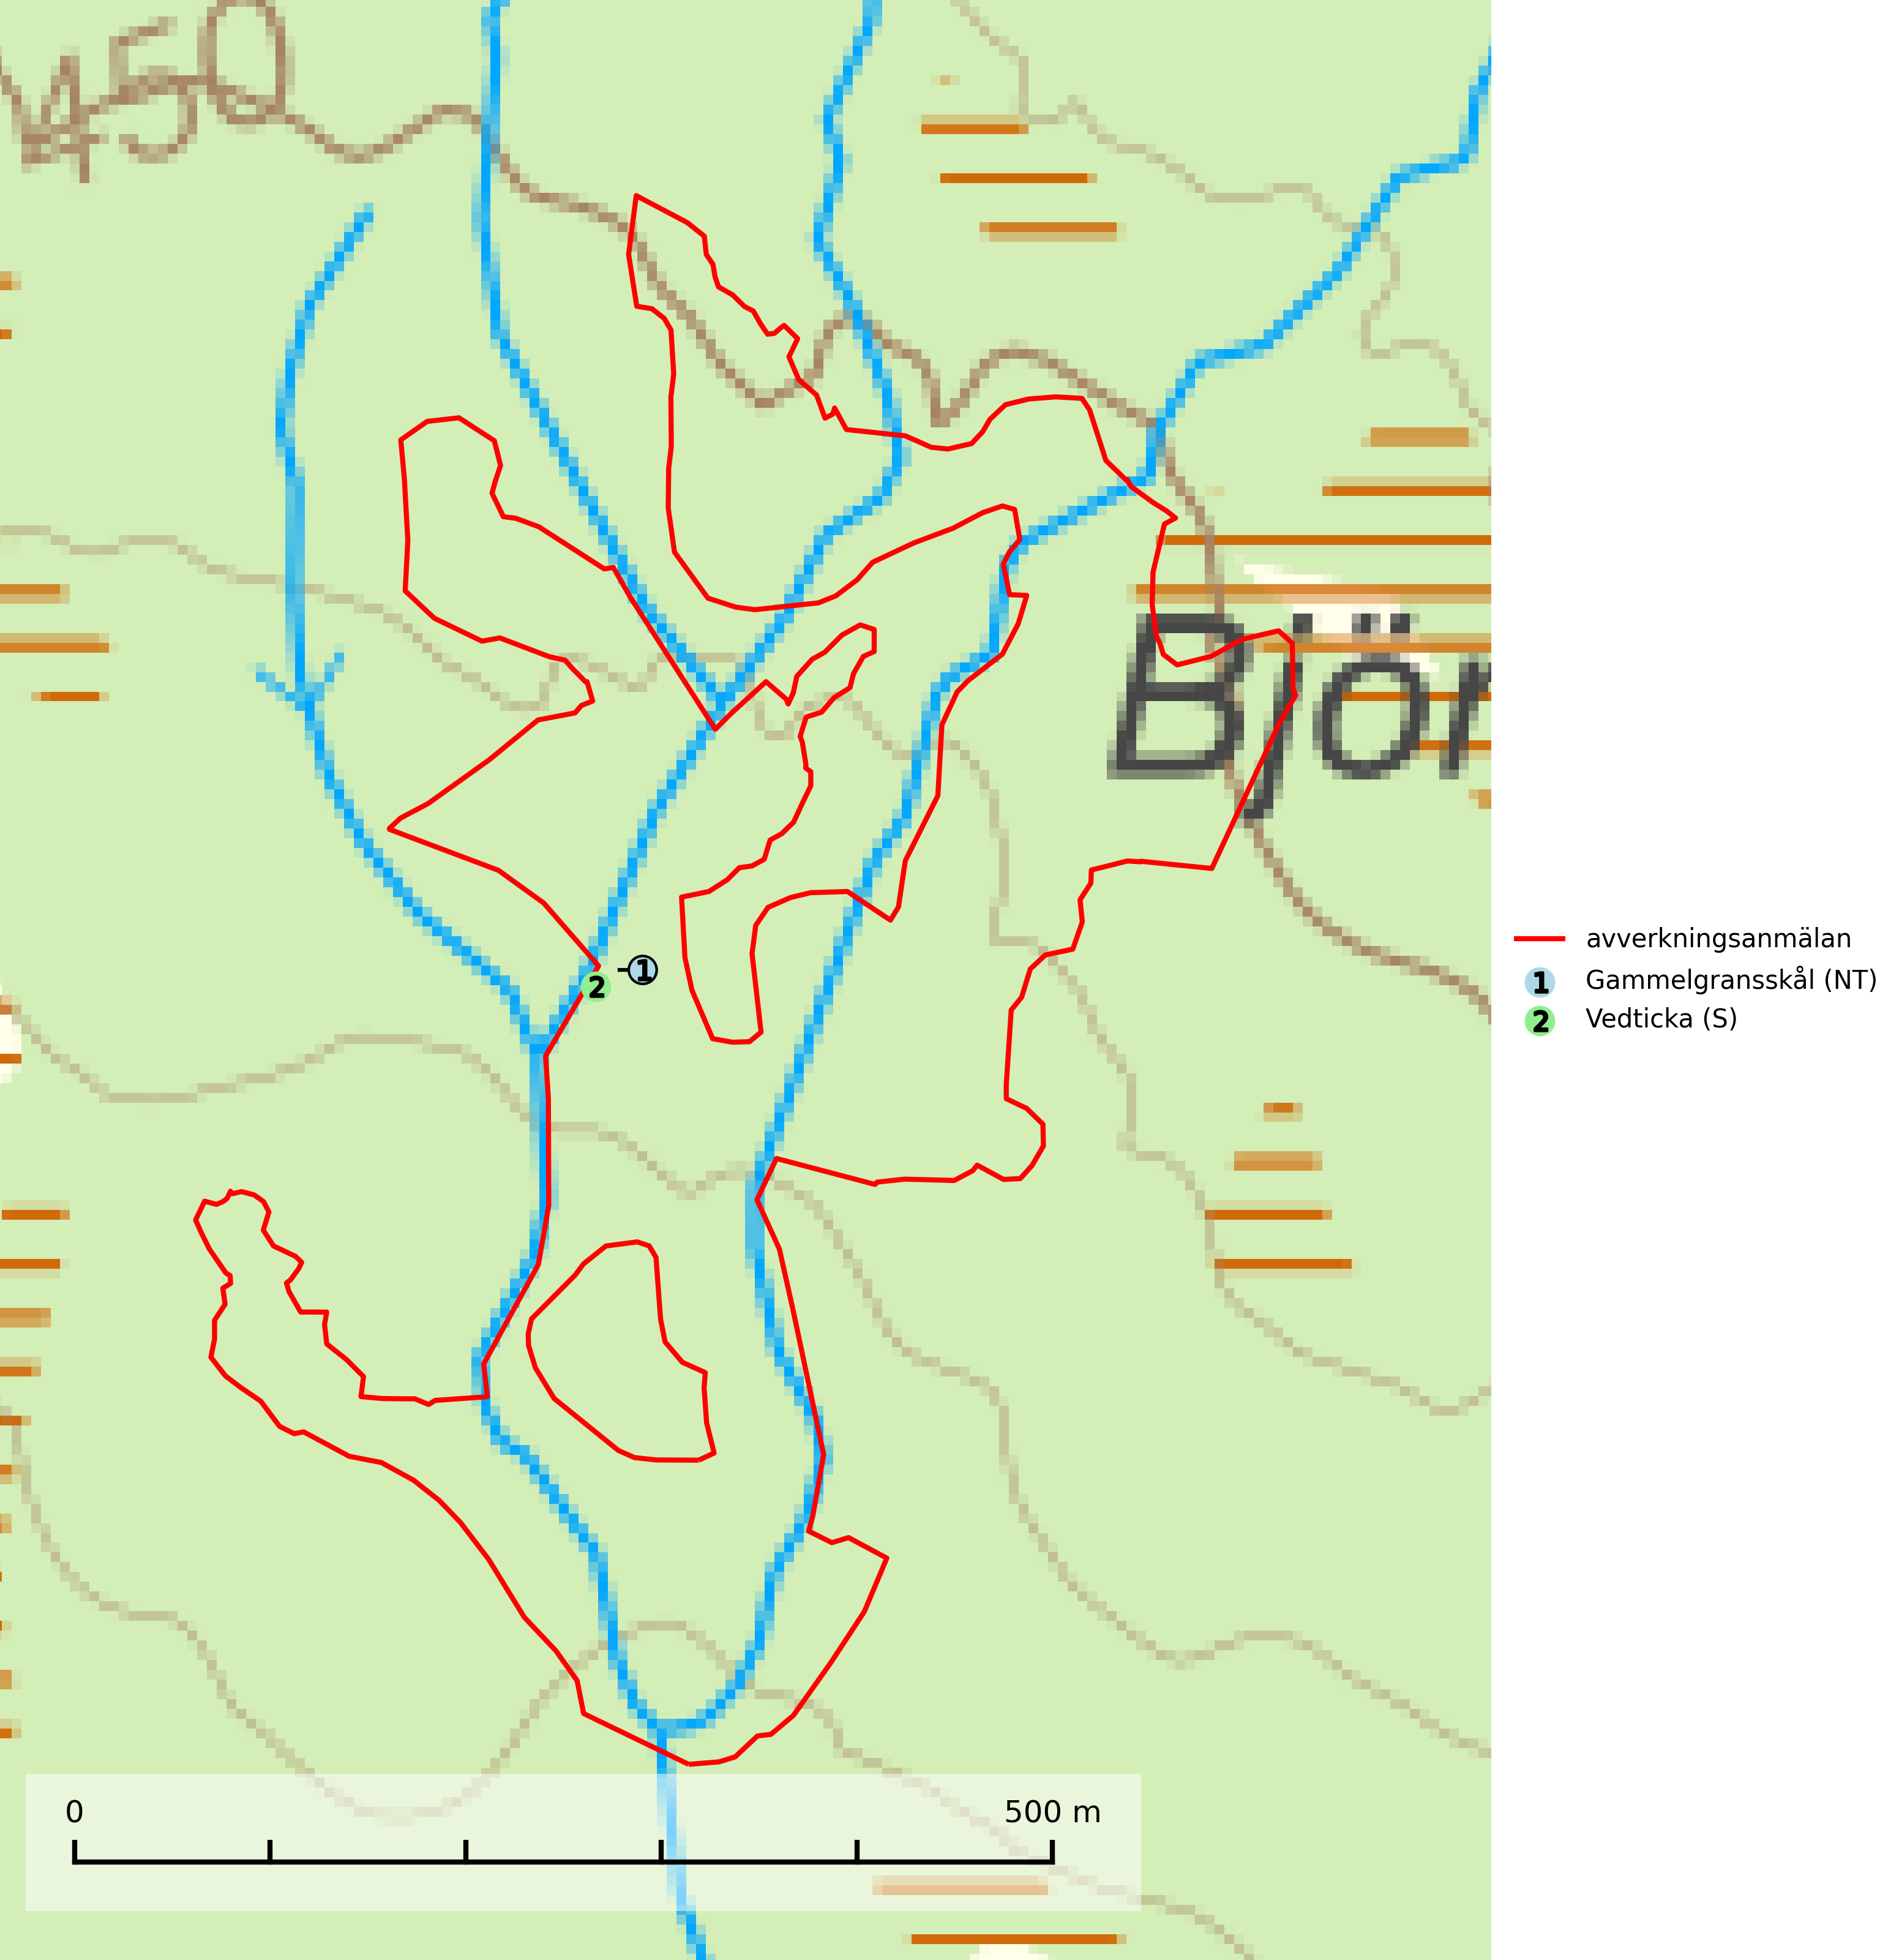 450
Björ
1
2
avverkningsanmälan
1 Gammelgransskål (NT)
2 Vedticka (S)
0 500 m